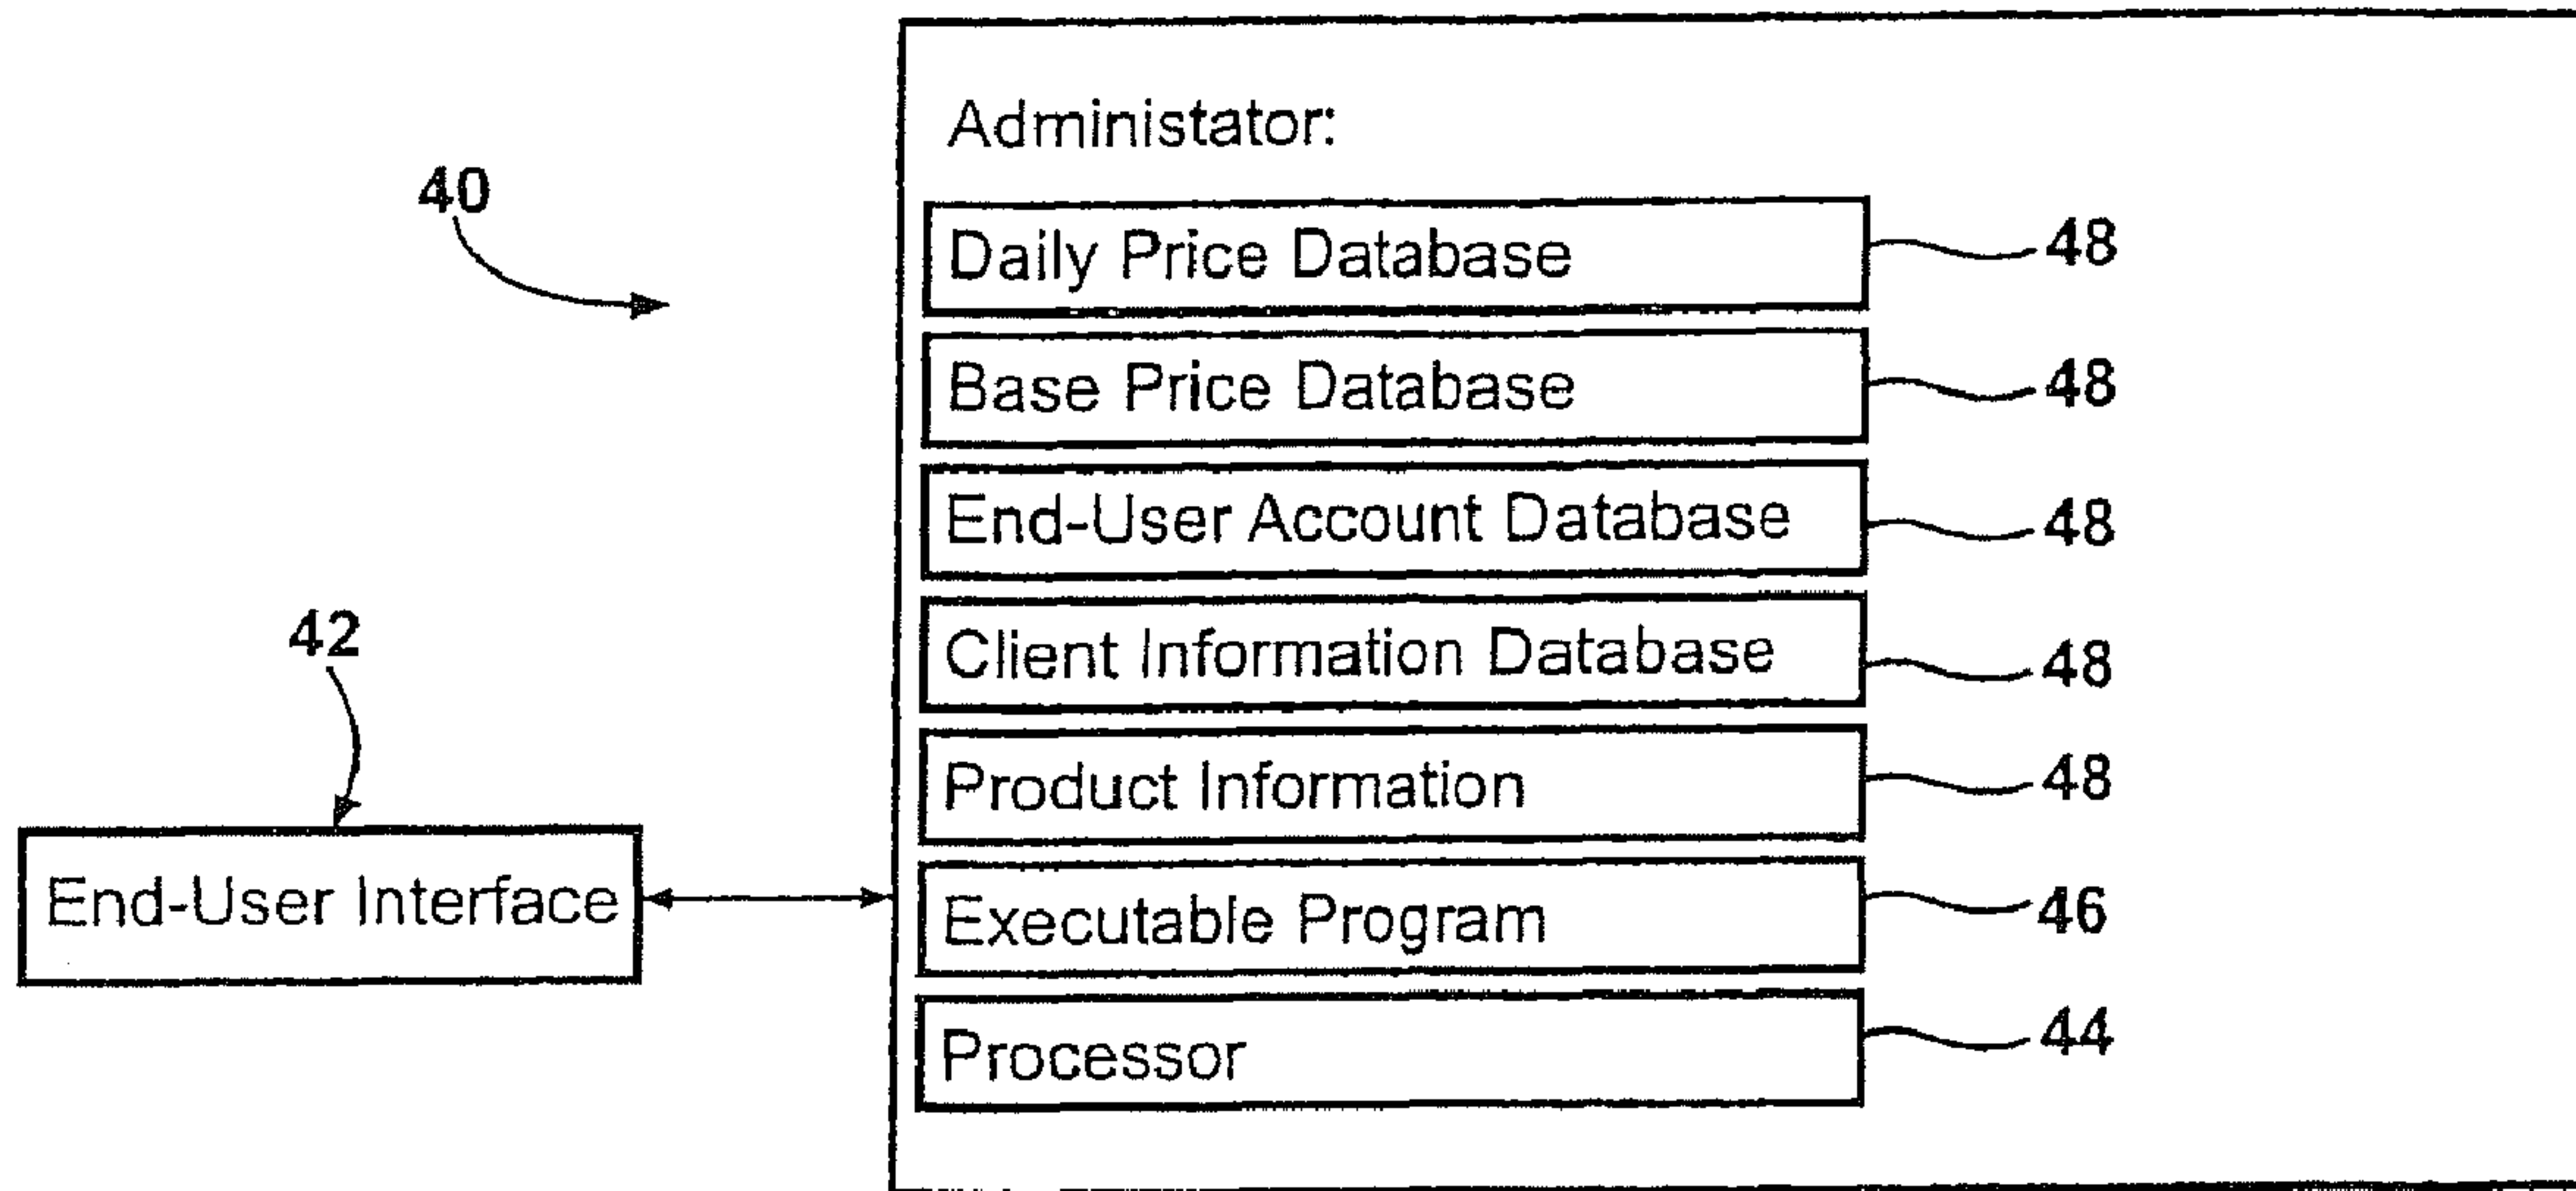 Administator:
40
Daily Price Database 48
Base Price Database 48
End-User Account Database 48
42
Client Information Database 48
Product Information 48
End-User Interface
Executable Program 46
Processor 44